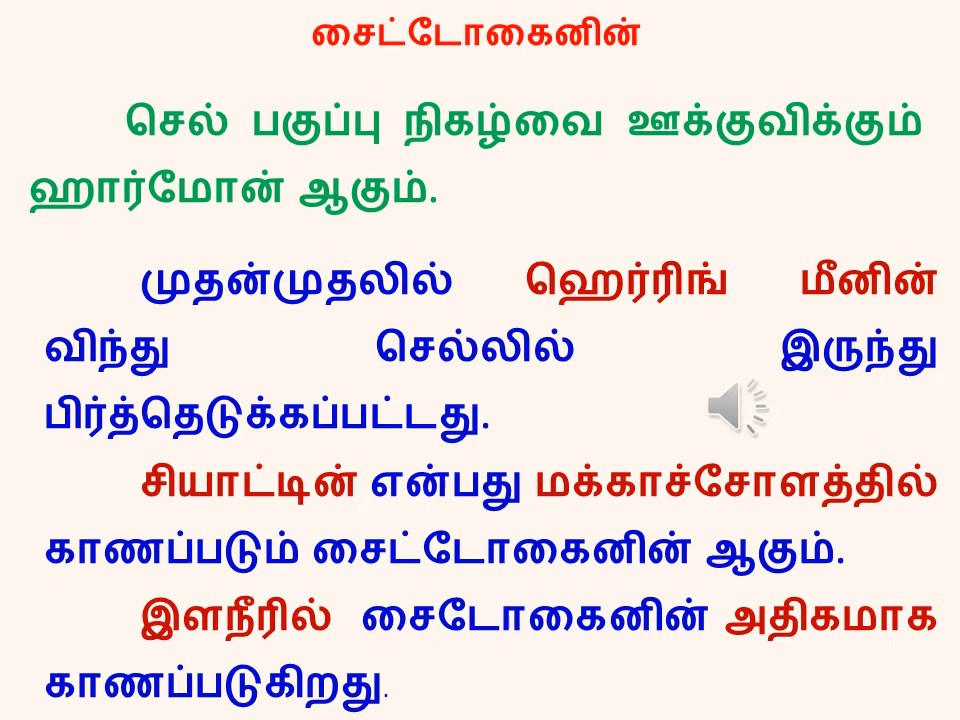 சைட்டோகைனின்
செல் பகுப்பு நிகழ்வை ஊக்குவிக்கும்
ஹார்மோன் ஆகும்.
முதன்முதலில் ஹெர்ரிங் மீனின்
விந்து செல்லில் இருந்து
பிர்த்தெடுக்கப்பட்டது.
சியாட்டின் என்பது மக்காச்சோளத்தில்
காணப்படும் சைட்டோகைனின் ஆகும்.
இளநீரில் சைடோகைனின் அதிகமாக
காணப்படுகிறது.